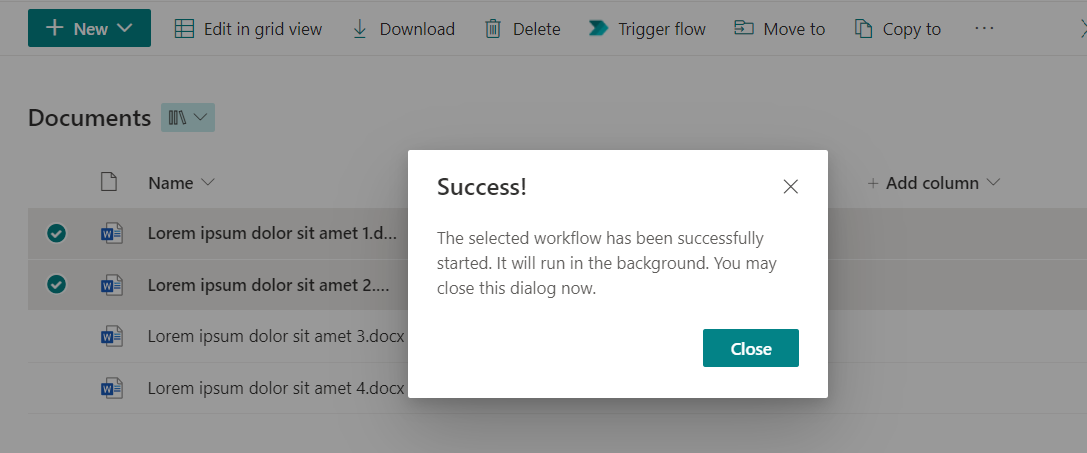 New Edit in grid view Download Delete Trigger flow Move to Copy to ...
Documents
Name Add column
Lorem ipsum dolor sit amet 1.d...
Lorem ipsum dolor sit amet 2....
Lorem ipsum dolor sit amet 3.docx
Lorem ipsum dolor sit amet 4.docx
Success!
The selected workflow has been successfully
started. It will run in the background. You may
close this dialog now.
Close